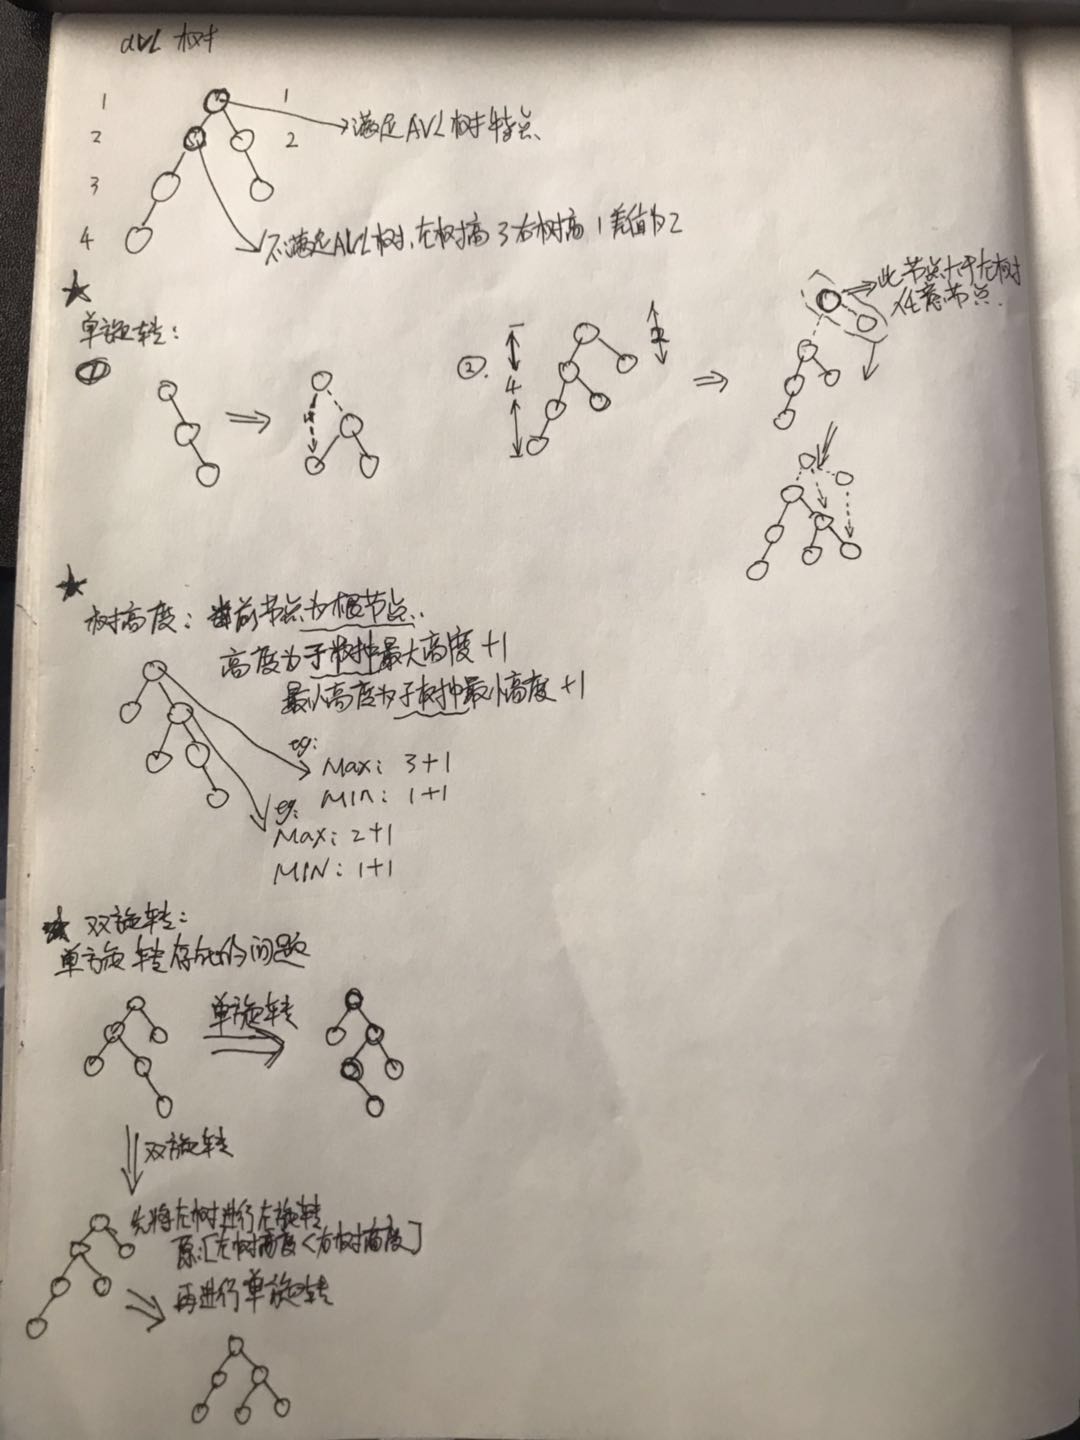 AVL 树
1 1
2 2
3
4
满足AVL树特点
不满足AVL树,左树高3右树高1差值为2
此节点大于左树
任意节点.
单旋转:
①
②.
4
2
树高度: 当前节点为根节点..
高度为子树中最大高度+1
最小高度为子树中最小高度+1
eg:
Max: 3+1
MIN: 1+1
eg:
Max: 2+1
MIN: 1+1
双旋转:
单旋转存在的问题
单旋转
双旋转
先将左树进行左旋转
原:[左树高度<右树高度]
再进行单旋转